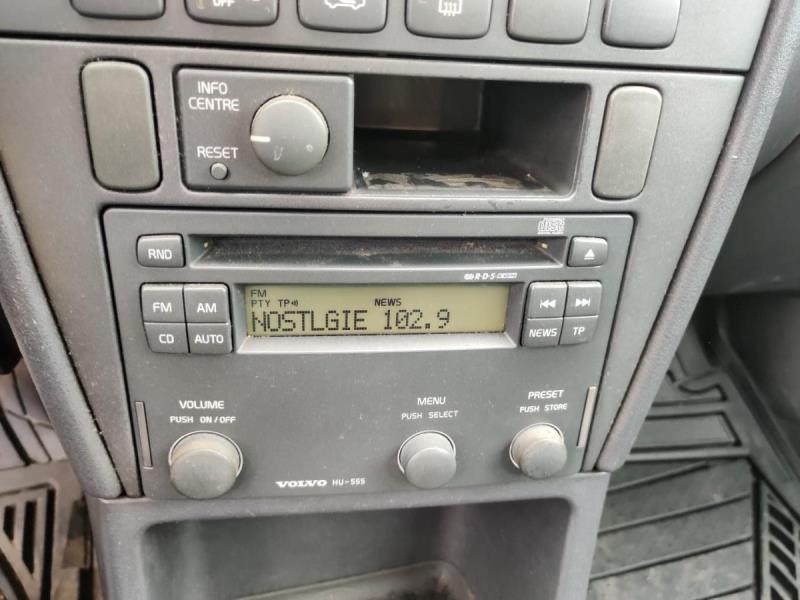 OFF
INFO
CENTRE
RESET
disc
RND
R·D·S
FM
AM
CD
AUTO
FM
PTY TP NEWS
NOSTLGIE 102.9
NEWS
TP
VOLUME
PUSH ON/OFF
MENU
PUSH SELECT
PRESET
PUSH STORE
VOLVO HU-555